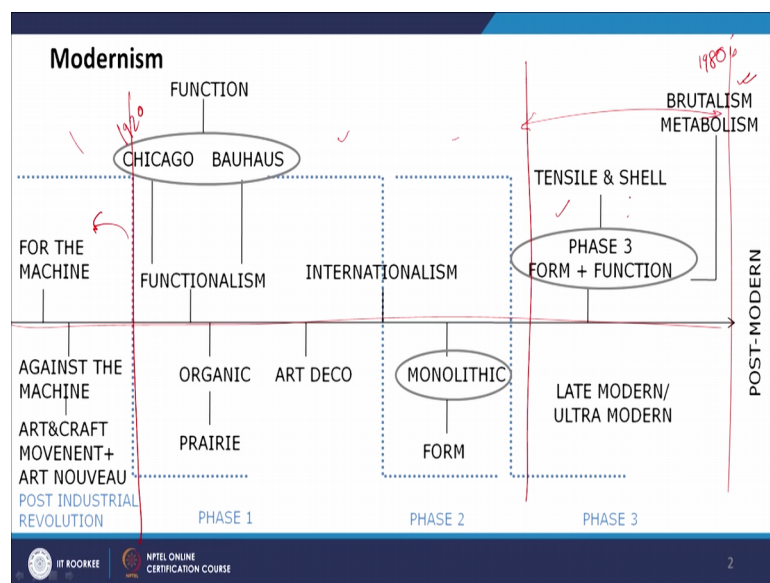 Modernism
1980's
FUNCTION
BRUTALISM
METABOLISM
1920
CHICAGO BAUHAUS
TENSILE & SHELL
FOR THE
MACHINE
PHASE 3
FORM + FUNCTION
FUNCTIONALISM
INTERNATIONALISM
POST-MODERN
AGAINST THE
MACHINE
ORGANIC
ART DECO
MONOLITHIC
LATE MODERN/
ULTRA MODERN
ART&CRAFT
MOVENENT+
ART NOUVEAU
PRAIRIE
FORM
POST INDUSTRIAL
REVOLUTION
PHASE 1
PHASE 2
PHASE 3
IIT ROORKEE
NPTEL ONLINE
CERTIFICATION COURSE
2